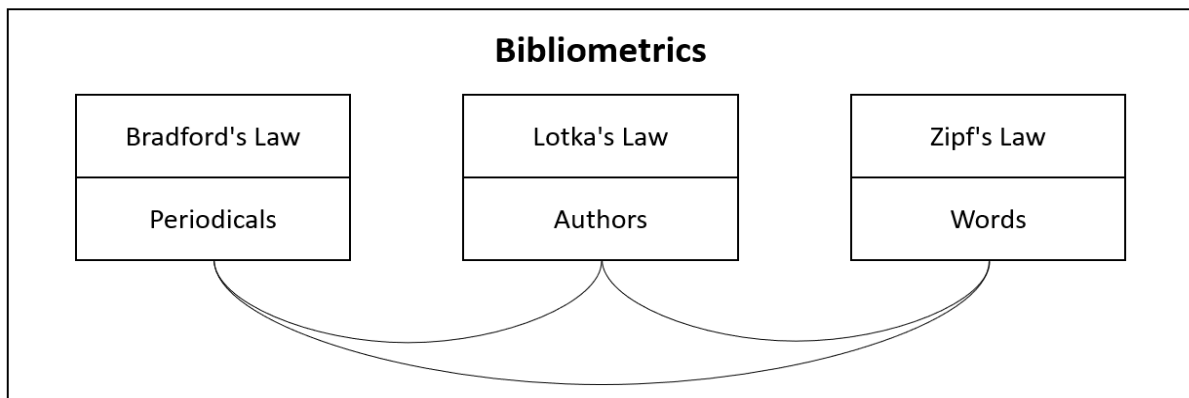 Bibliometrics
Bradford's Law
Lotka's Law
Zipf's Law
Periodicals
Authors
Words